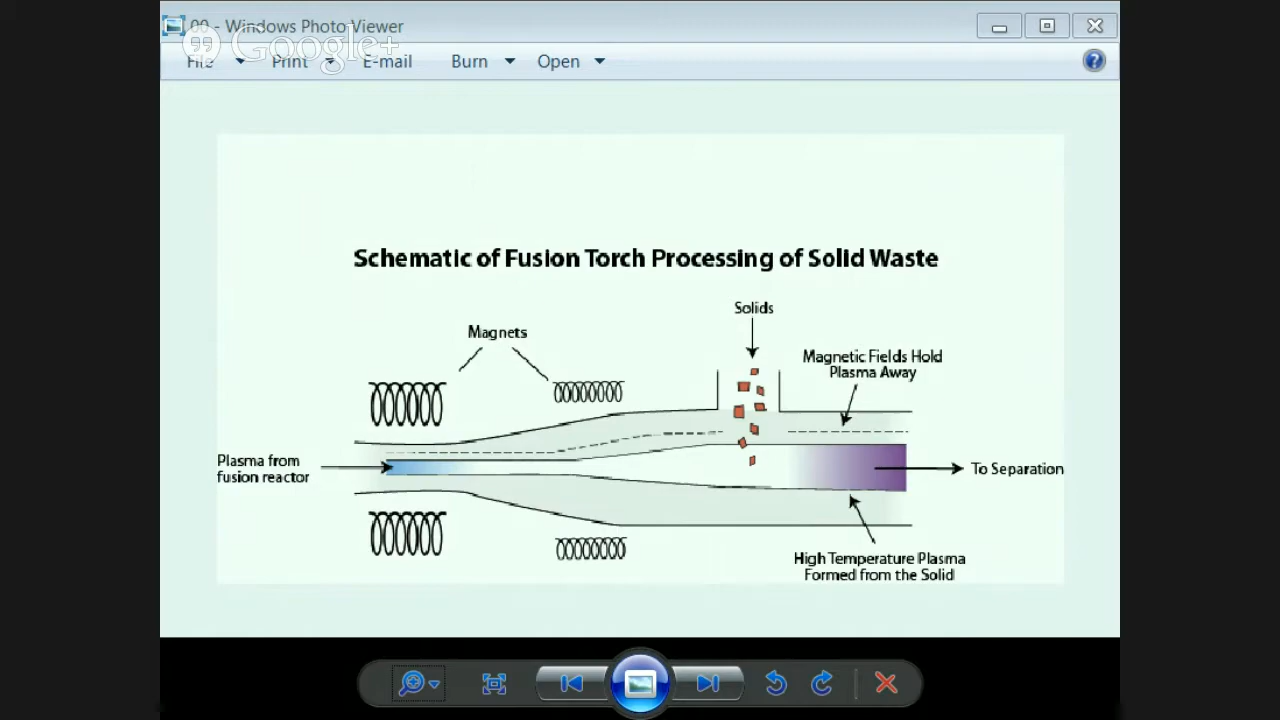 00 - Windows Photo Viewer
Google+
File Print E-mail Burn Open
Schematic of Fusion Torch Processing of Solid Waste
Solids
Magnets
Magnetic Fields Hold
Plasma Away
Plasma from
fusion reactor
To Separation
High Temperature Plasma
Formed from the Solid